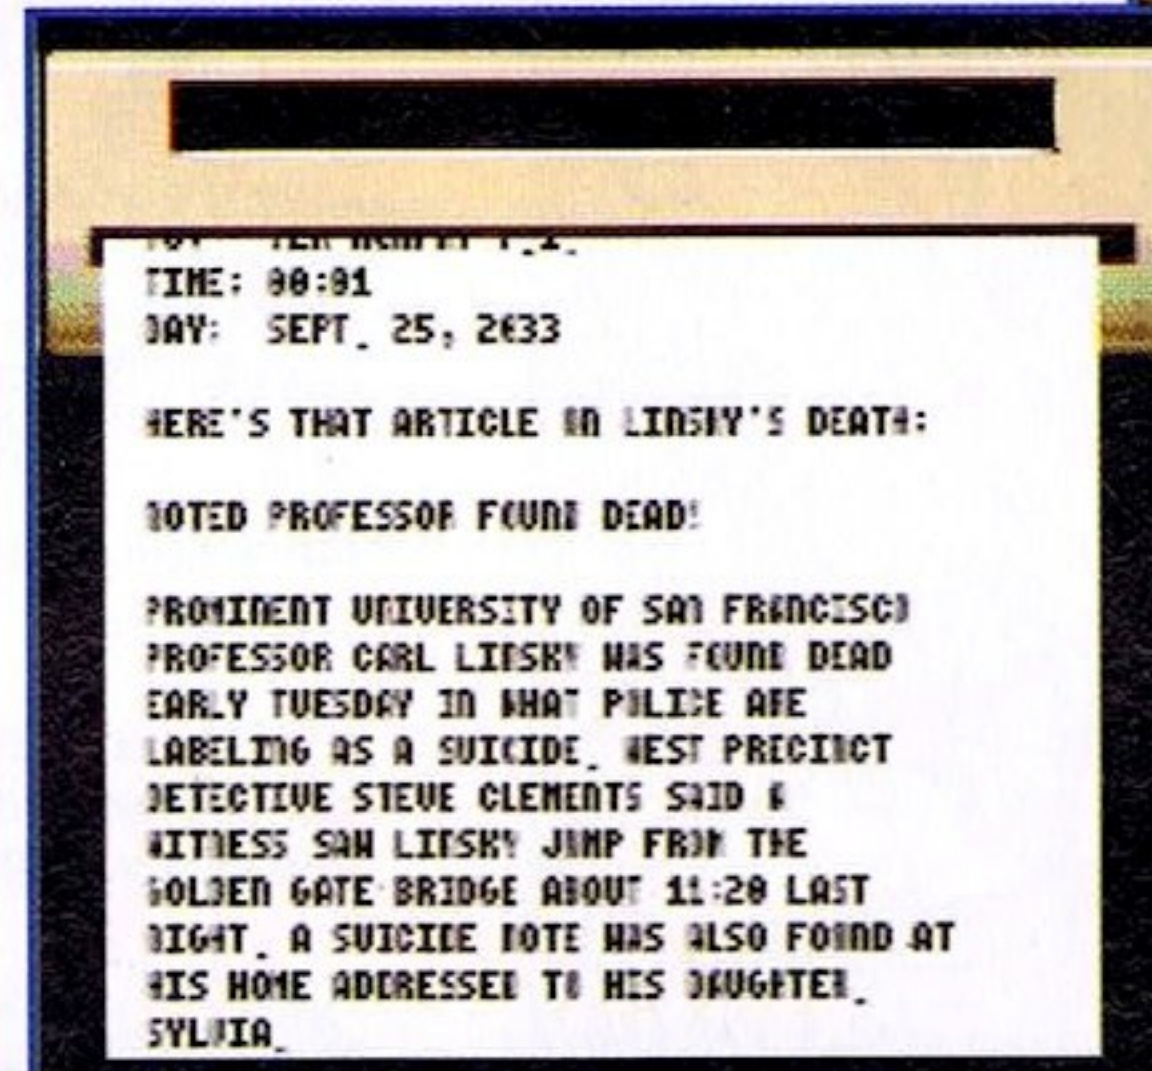 TIME: 00:01
DAY: SEPT. 25, 2033
HERE'S THAT ARTICLE ON LINSKY'S DEATH:
NOTED PROFESSOR FOUND DEAD!
PROMINENT UNIVERSITY OF SAN FRANCISCO
PROFESSOR CARL LINSKY WAS FOUND DEAD
EARLY TUESDAY IN WHAT POLICE ARE
LABELING AS A SUICIDE. WEST PRECINCT
DETECTIVE STEVE CLEMENTS SAID A
WITNESS SAW LINSKY JUMP FROM THE
GOLDEN GATE BRIDGE ABOUT 11:20 LAST
NIGHT. A SUICIDE NOTE WAS ALSO FOUND AT
HIS HOME ADDRESSED TO HIS DAUGHTER,
SYLVIA.